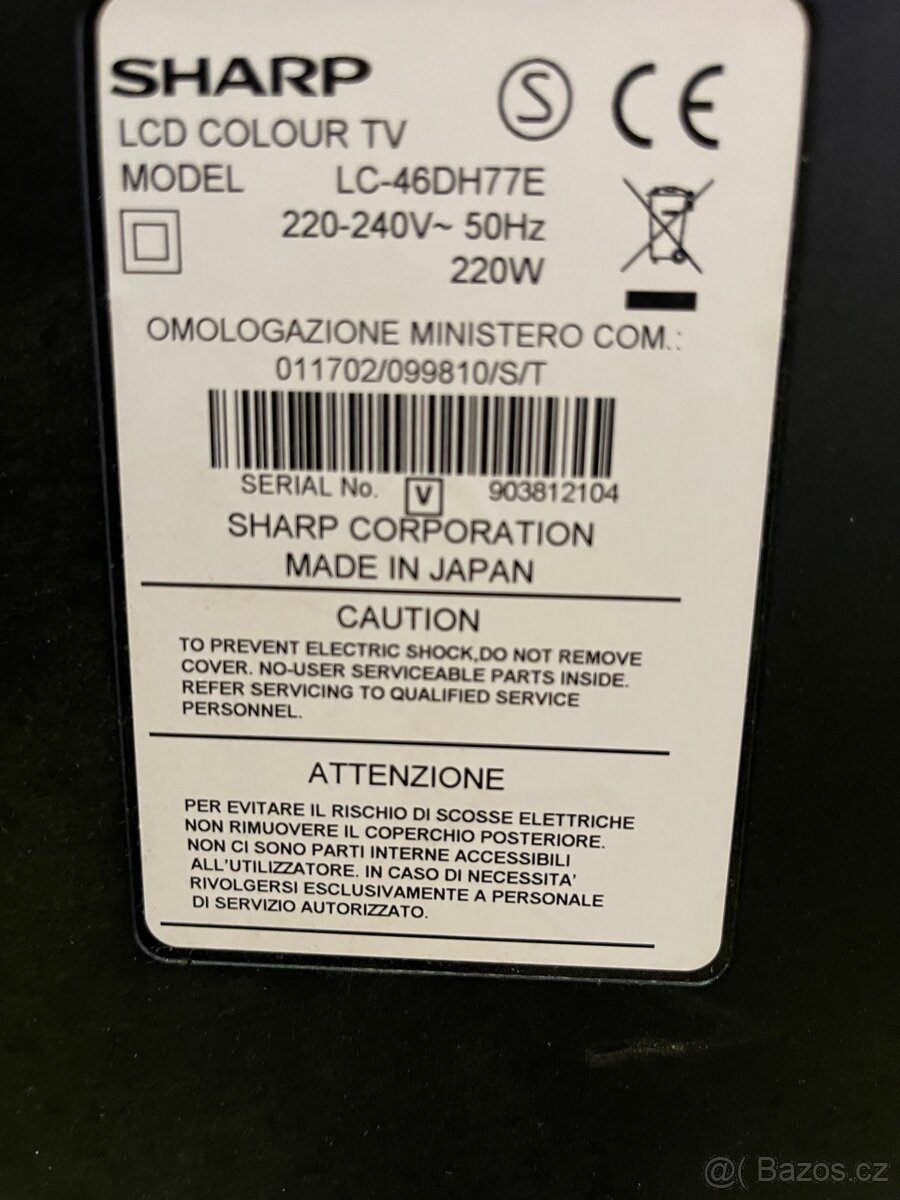 SHARP
LCD COLOUR TV
MODEL LC-46DH77E
220-240V~ 50Hz
220W
S
CE
OMOLOGAZIONE MINISTERO COM.:
011702/099810/S/T
SERIAL No. V 903812104
SHARP CORPORATION
MADE IN JAPAN
CAUTION
TO PREVENT ELECTRIC SHOCK,DO NOT REMOVE
COVER. NO-USER SERVICEABLE PARTS INSIDE.
REFER SERVICING TO QUALIFIED SERVICE
PERSONNEL.
ATTENZIONE
PER EVITARE IL RISCHIO DI SCOSSE ELETTRICHE
NON RIMUOVERE IL COPERCHIO POSTERIORE.
NON CI SONO PARTI INTERNE ACCESSIBILI
ALL'UTILIZZATORE. IN CASO DI NECESSITA'
RIVOLGERSI ESCLUSIVAMENTE A PERSONALE
DI SERVIZIO AUTORIZZATO.
@( Bazos.cz